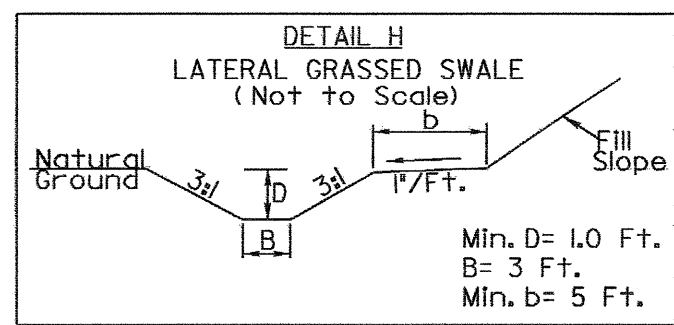 DETAIL H
LATERAL GRASSED SWALE
(Not to Scale)
b
Natural
Ground
3:1
D
3:1
1"/Ft.
Fill
Slope
B
Min. D= 1.0 Ft.
B= 3 Ft.
Min. b= 5 Ft.